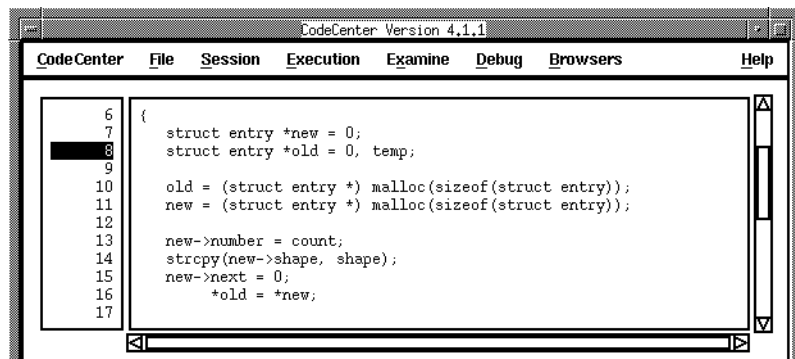 CodeCenter Version 4.1.1
CodeCenter File Session Execution Examine Debug Browsers Help
6 {
7 struct entry *new = 0;
8 struct entry *old = 0, temp;
9
10 old = (struct entry *) malloc(sizeof(struct entry));
11 new = (struct entry *) malloc(sizeof(struct entry));
12
13 new->number = count;
14 strcpy(new->shape, shape);
15 new->next = 0;
16 *old = *new;
17